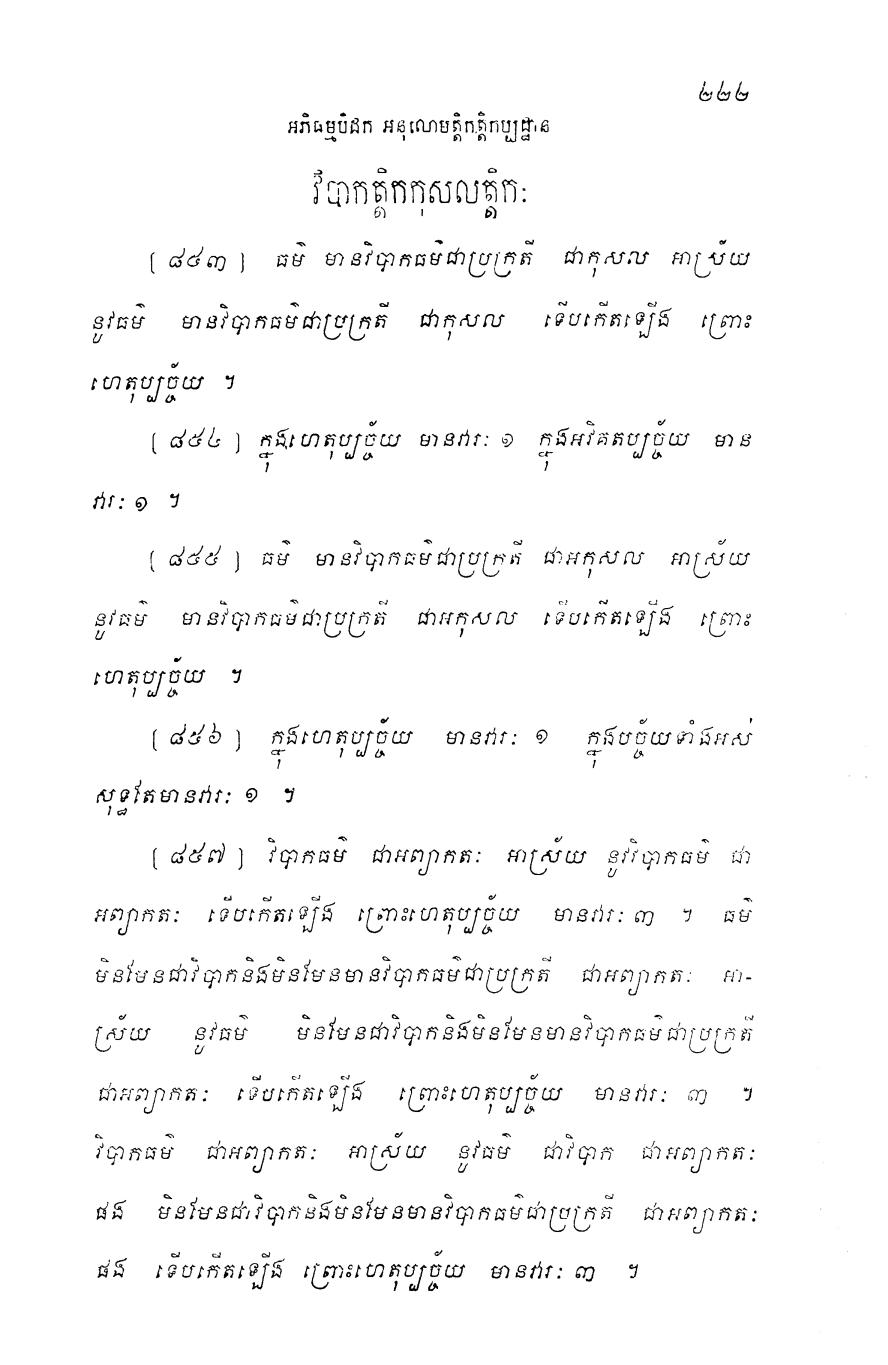 ២២២
អភិធម្មបិដក អនុលោមត្តិកត្តិកប្បដ្ឋាន
វិបាកត្តិកកុសលត្តិកៈ
[ ៨៤៣ ] ធម៌ មានវិបាកធម៌ជាប្រក្រតី ជាកុសល អាស្រ័យ
នូវធម៌ មានវិបាកធម៌ជាប្រក្រតី ជាកុសល ទើបកើតឡើង ព្រោះ
ហេតុប្បច្ច័យ ។
[ ៨៥៤ ] ក្នុងហេតុប្បច្ច័យ មានវារៈ ១ ក្នុងអវិគតប្បច្ច័យ មាន
វារៈ ១ ។
[ ៨៥៥ ] ធម៌ មានវិបាកធម៌ជាប្រក្រតី ជាអកុសល អាស្រ័យ
នូវធម៌ មានវិបាកធម៌ជាប្រក្រតី ជាអកុសល ទើបកើតឡើង ព្រោះ
ហេតុប្បច្ច័យ ។
[ ៨៥៦ ] ក្នុងហេតុប្បច្ច័យ មានវារៈ ១ ក្នុងបច្ច័យទាំងអស់
សុទ្ធតែមានវារៈ ១ ។
[ ៨៥៧ ] វិបាកធម៌ ជាអព្យាកតៈ អាស្រ័យ នូវវិបាកធម៌ ជា
អព្យាកតៈ ទើបកើតឡើង ព្រោះហេតុប្បច្ច័យ មានវារៈ ៣ ។ ធម៌
មិនមែនជាវិបាកនិងមិនមែនមានវិបាកធម៌ជាប្រក្រតី ជាអព្យាកតៈ អា-
ស្រ័យ នូវធម៌ មិនមែនជាវិបាកនិងមិនមែនមានវិបាកធម៌ជាប្រក្រតី
ជាអព្យាកតៈ ទើបកើតឡើង ព្រោះហេតុប្បច្ច័យ មានវារៈ ៣ ។
វិបាកធម៌ ជាអព្យាកតៈ អាស្រ័យ នូវធម៌ ជាវិបាក ជាអព្យាកតៈ
ផង មិនមែនជាវិបាកនិងមិនមែនមានវិបាកធម៌ជាប្រក្រតី ជាអព្យាកតៈ
ផង ទើបកើតឡើង ព្រោះហេតុប្បច្ច័យ មានវារៈ ៣ ។